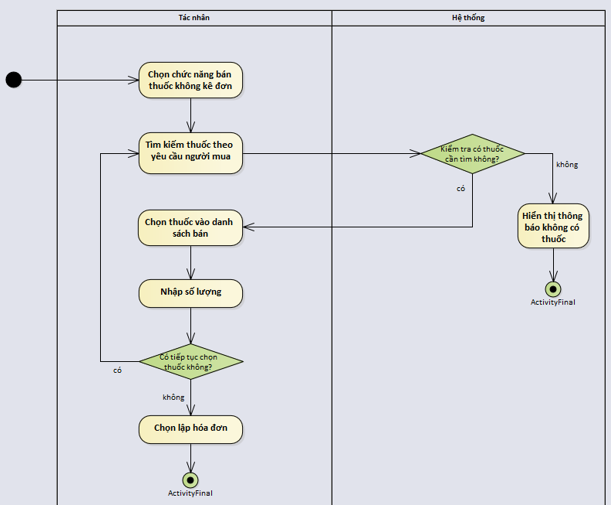 Tác nhân
Hệ thống
Chọn chức năng bán
thuốc không kê đơn
Tìm kiếm thuốc theo
yêu cầu người mua
Kiểm tra có thuốc
cần tìm không?
không
có
Chọn thuốc vào danh
sách bán
Hiển thị thông
báo không có
thuốc
ActivityFinal
Nhập số lượng
Có tiếp tục chọn
thuốc không?
có
không
Chọn lập hóa đơn
ActivityFinal